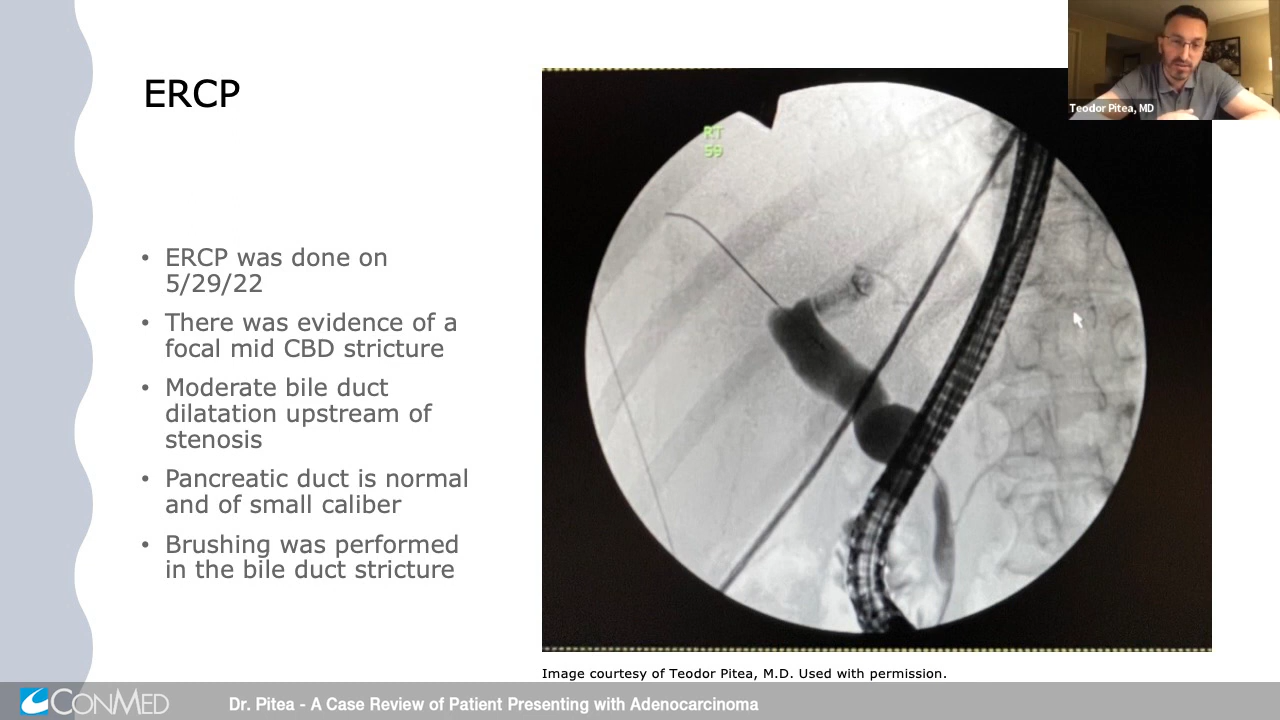 Teodor Pitea, MD
ERCP
RT
59
• ERCP was done on
5/29/22
• There was evidence of a
focal mid CBD stricture
• Moderate bile duct
dilatation upstream of
stenosis
• Pancreatic duct is normal
and of small caliber
• Brushing was performed
in the bile duct stricture
Image courtesy of Teodor Pitea, M.D. Used with permission.
CONMED
Dr. Pitea - A Case Review of Patient Presenting with Adenocarcinoma